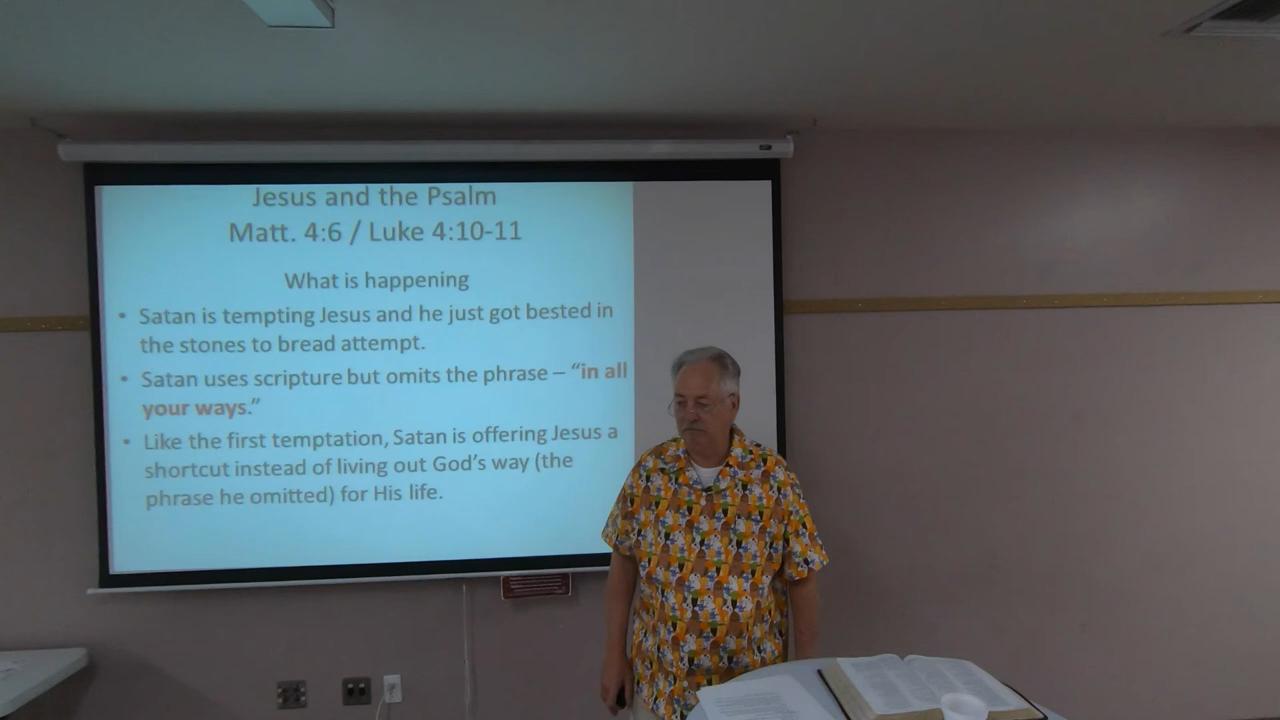 Jesus and the Psalm
Matt. 4:6 / Luke 4:10-11
What is happening
• Satan is tempting Jesus and he just got bested in
the stones to bread attempt.
• Satan uses scripture but omits the phrase – “in all
your ways.”
• Like the first temptation, Satan is offering Jesus a
shortcut instead of living out God's way (the
phrase he omitted) for His life.